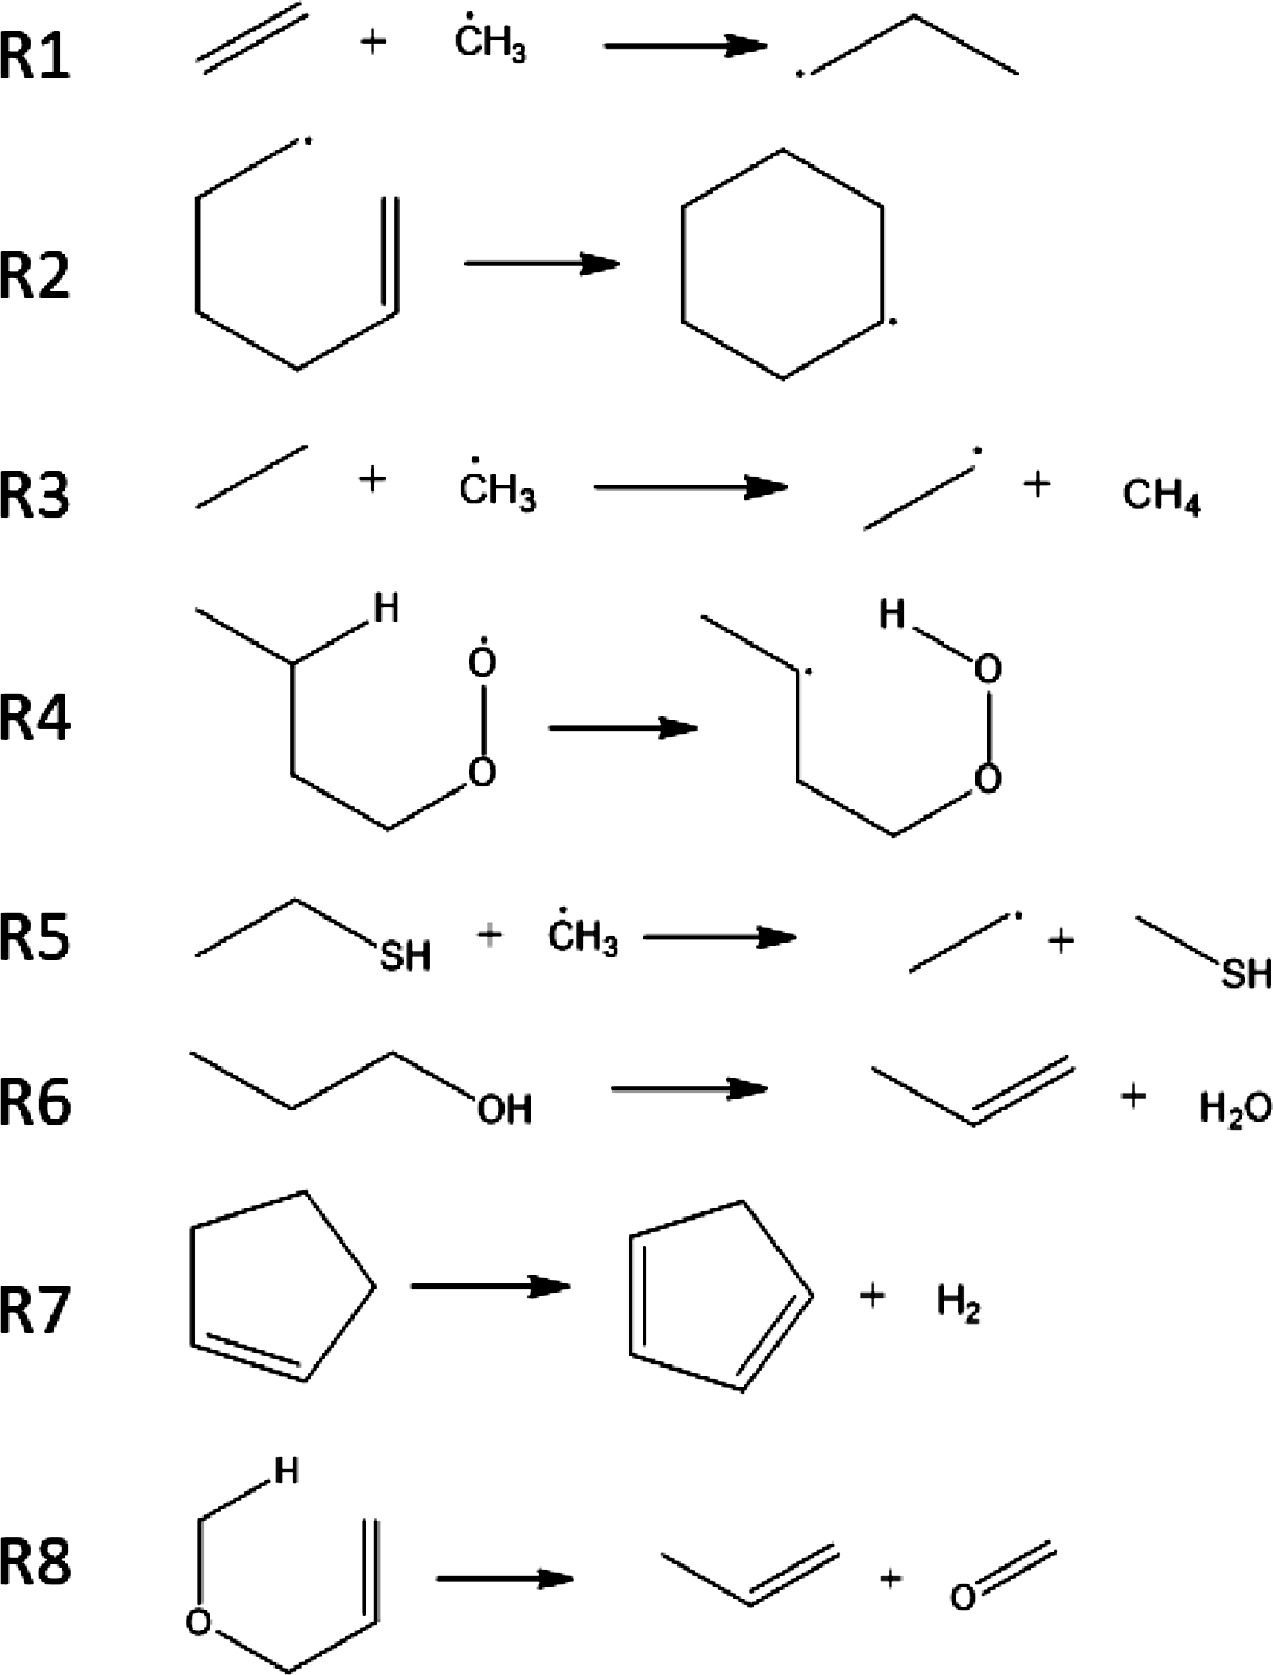 R1 + ĊH₃
R2
R3 + ĊH₃ + CH₄
R4 H Ȯ O H O O
R5 SH + ĊH₃ + SH
R6 OH + H₂O
R7 + H₂
R8 H O + O